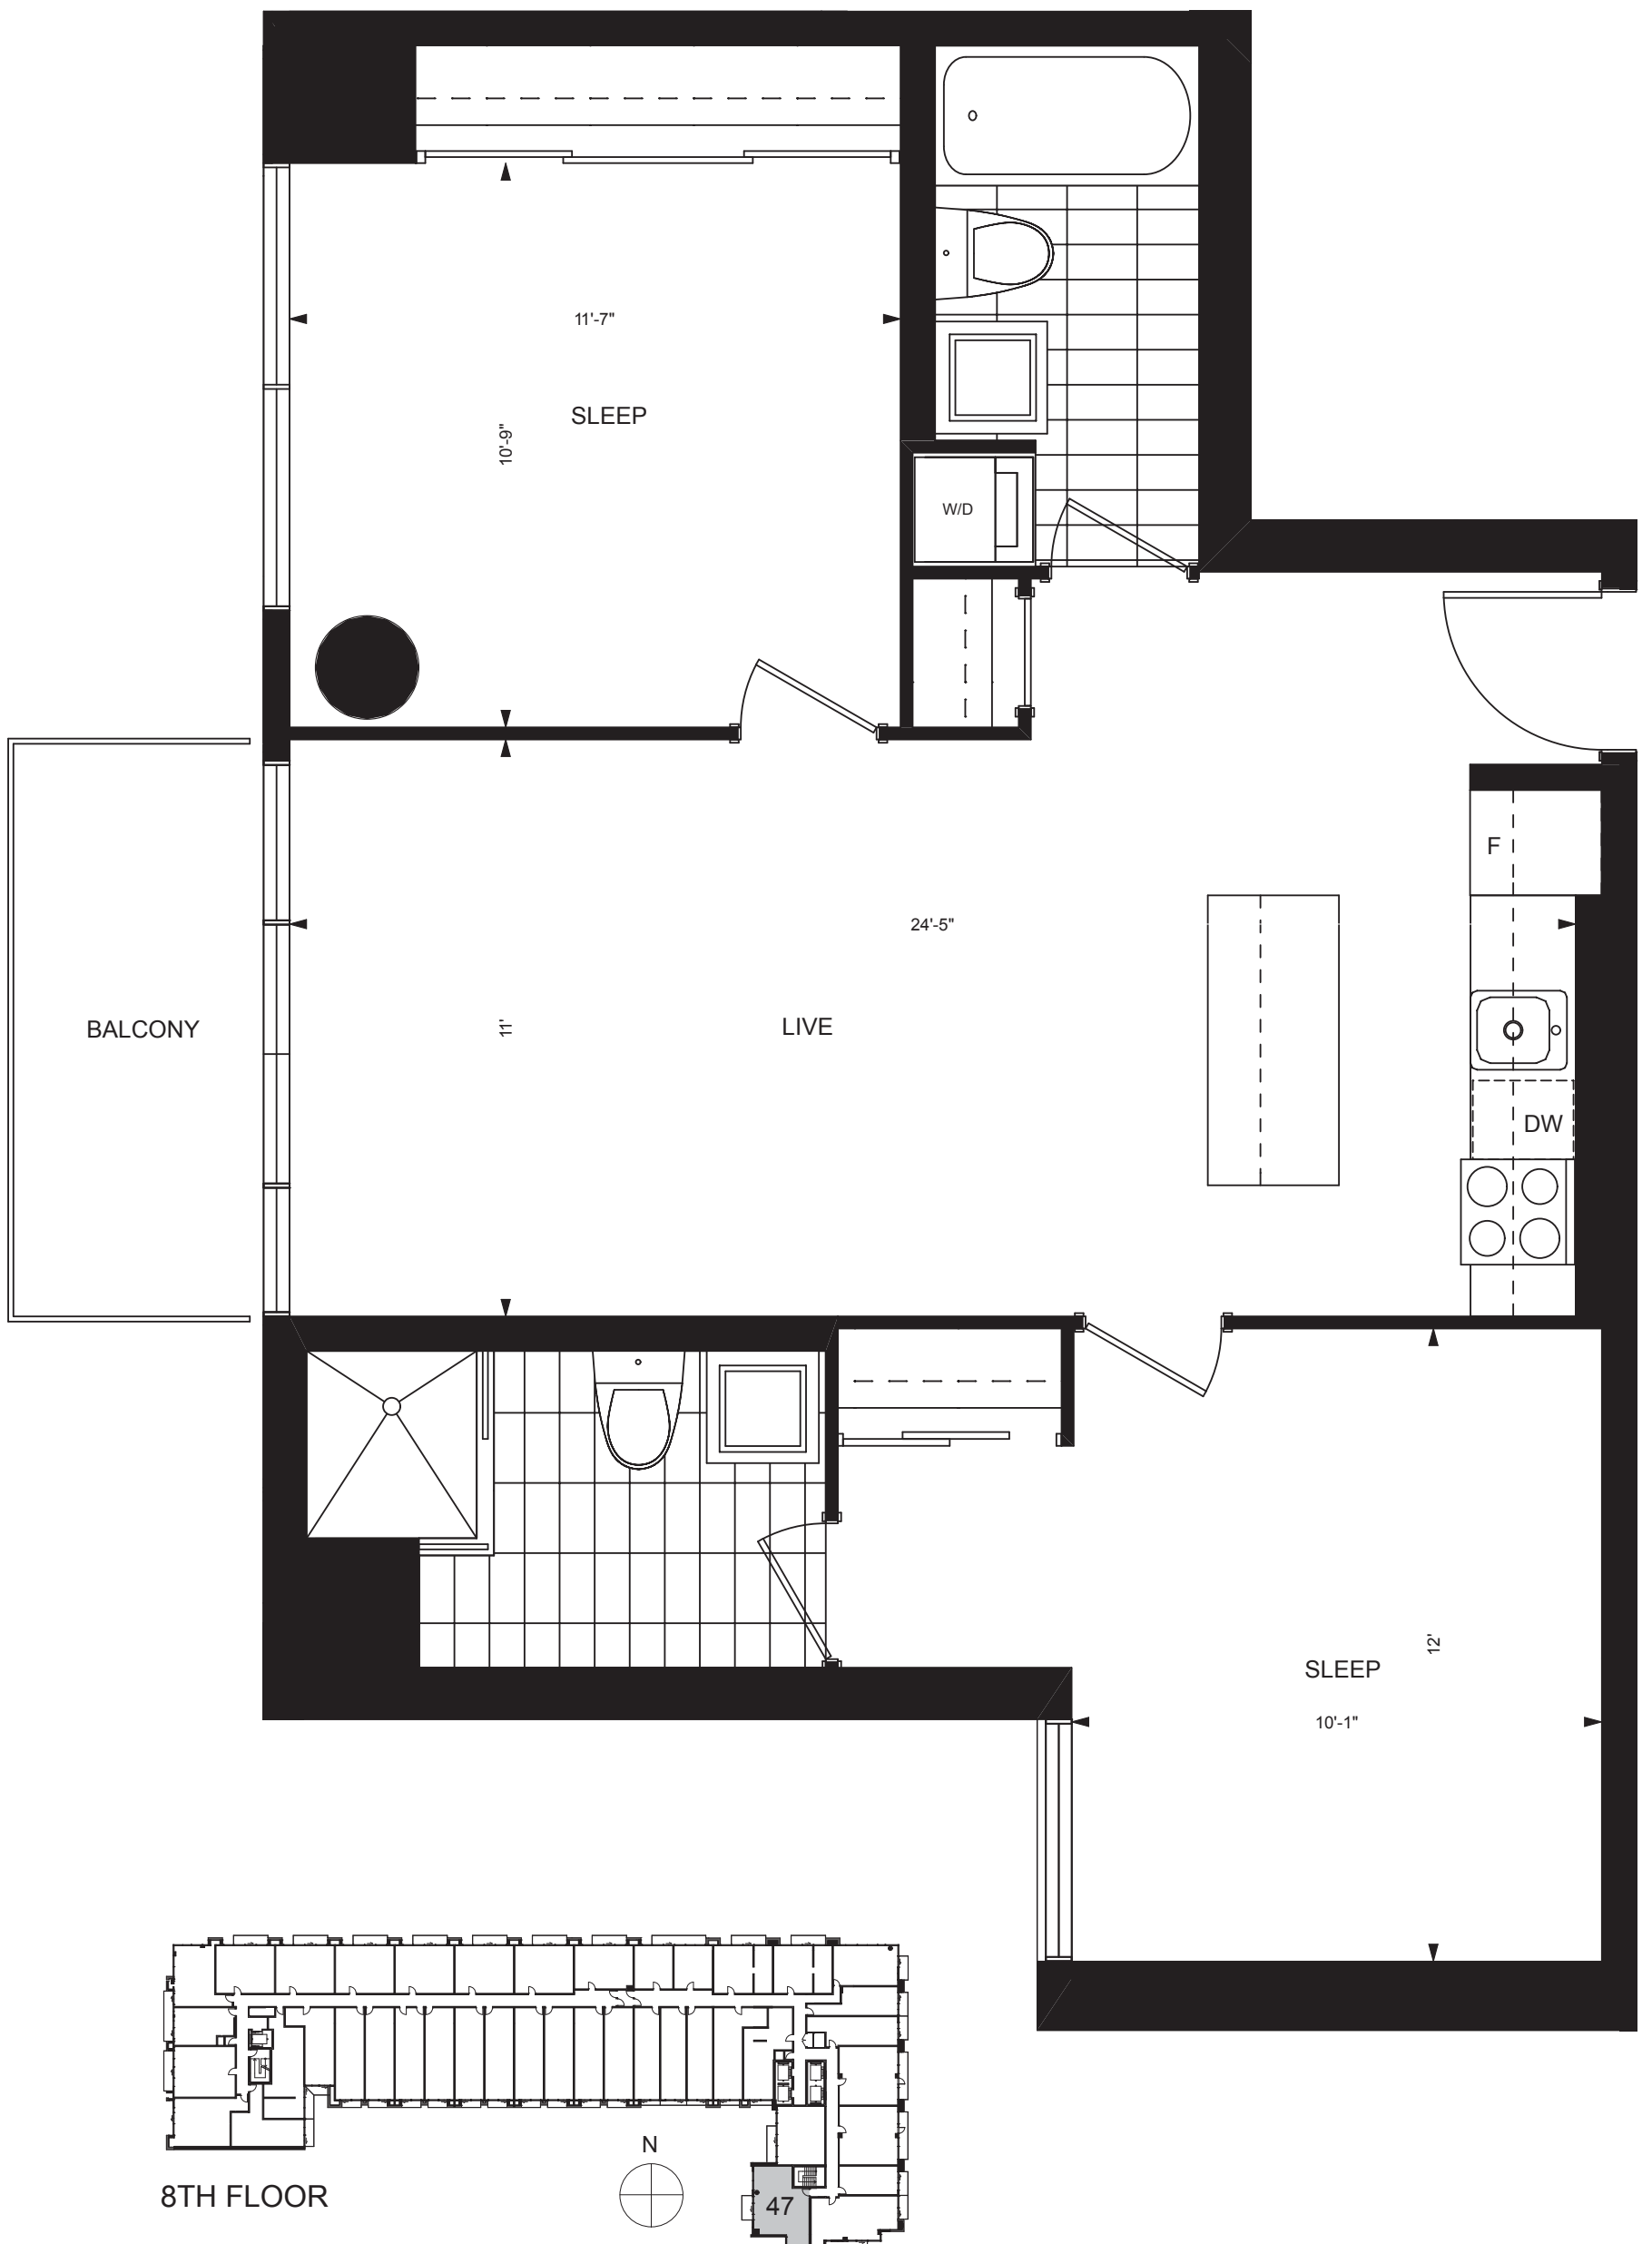 11'-7"
SLEEP
10'-9"
W/D
F
24'-5"
BALCONY
11'
LIVE
DW
12'
SLEEP
10'-1"
N
8TH FLOOR
47